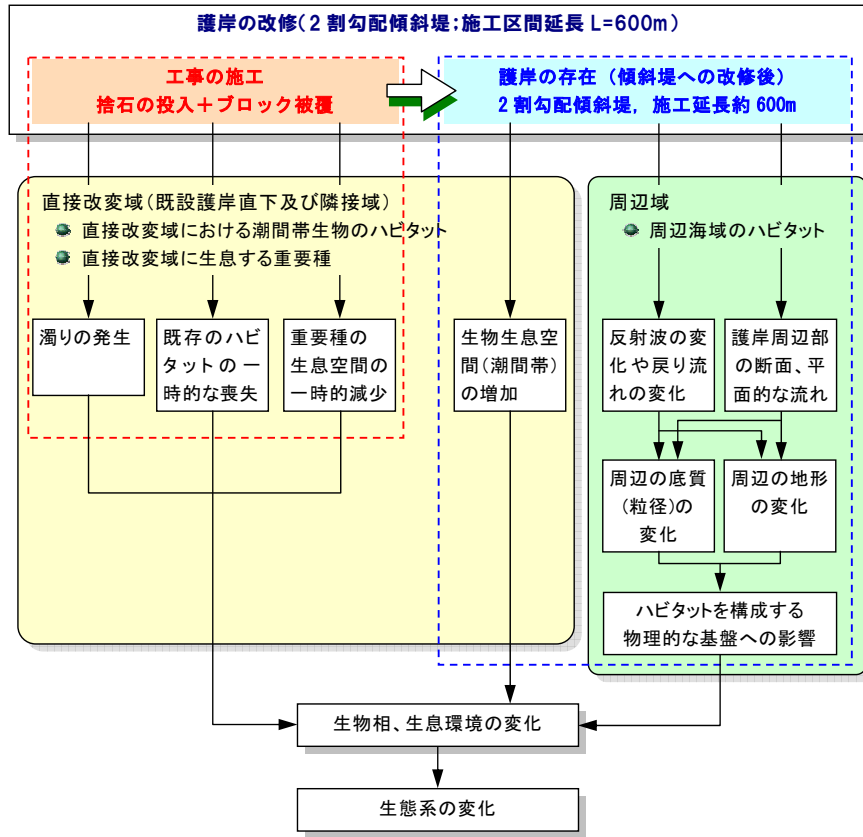 護岸の改修（2割勾配傾斜堤；施工区間延長 L=600m）
工事の施工
捨石の投入＋ブロック被覆
護岸の存在（傾斜堤への改修後）
2割勾配傾斜堤, 施工延長約 600m
直接改変域（既設護岸直下及び隣接域）
直接改変域における潮間帯生物のハビタット
直接改変域に生息する重要種
周辺域
周辺海域のハビタット
濁りの発生
既存のハビ
タットの一
時的な喪失
重要種の
生息空間の
一時的減少
生物生息空
間（潮間帯）
の増加
反射波の変
化や戻り流
れの変化
護岸周辺部
の断面、平
面的な流れ
周辺の底質
(粒径)の
変化
周辺の地形
の変化
ハビタットを構成する
物理的な基盤への影響
生物相、生息環境の変化
生態系の変化